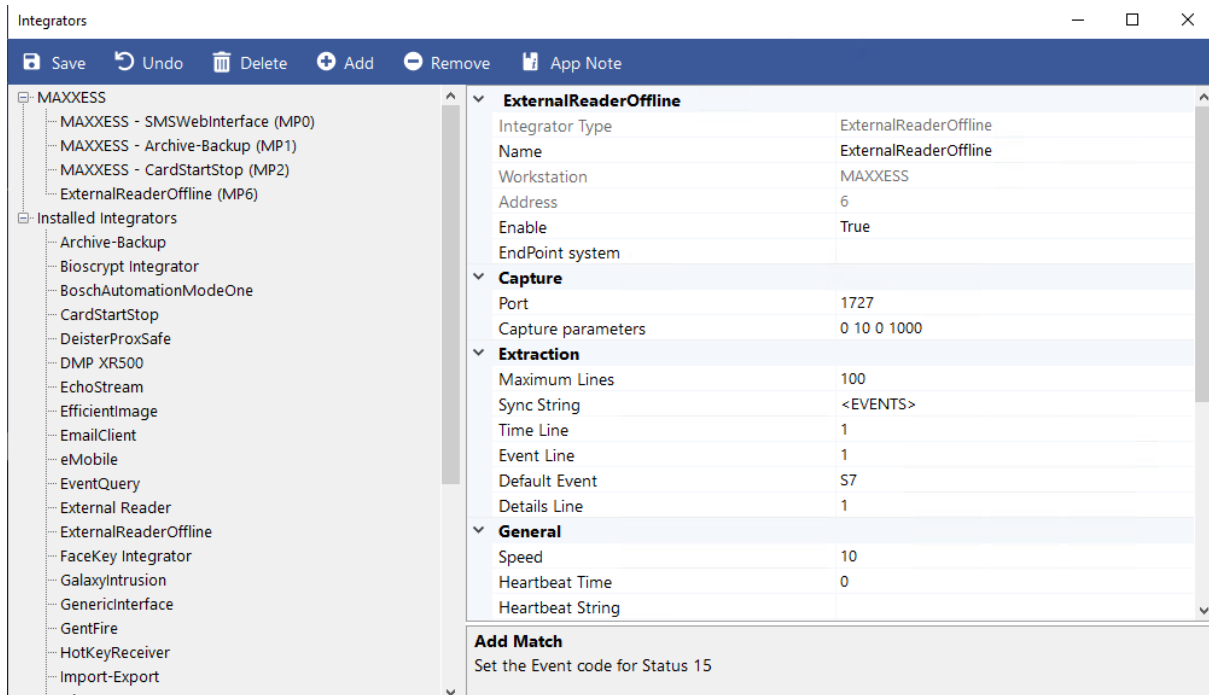 Integrators
Save Undo Delete Add Remove App Note
MAXXESS
MAXXESS - SMSWebInterface (MP0)
MAXXESS - Archive-Backup (MP1)
MAXXESS - CardStartStop (MP2)
ExternalReaderOffline (MP6)
Installed Integrators
Archive-Backup
Bioscrypt Integrator
BoschAutomationModeOne
CardStartStop
DeisterProxSafe
DMP XR500
EchoStream
EfficientImage
EmailClient
eMobile
EventQuery
External Reader
ExternalReaderOffline
FaceKey Integrator
GalaxyIntrusion
GenericInterface
GentFire
HotKeyReceiver
Import-Export
ExternalReaderOffline
Integrator Type ExternalReaderOffline
Name ExternalReaderOffline
Workstation MAXXESS
Address 6
Enable True
EndPoint system
Capture
Port 1727
Capture parameters 0 10 0 1000
Extraction
Maximum Lines 100
Sync String <EVENTS>
Time Line 1
Event Line 1
Default Event S7
Details Line 1
General
Speed 10
Heartbeat Time 0
Heartbeat String
Add Match
Set the Event code for Status 15